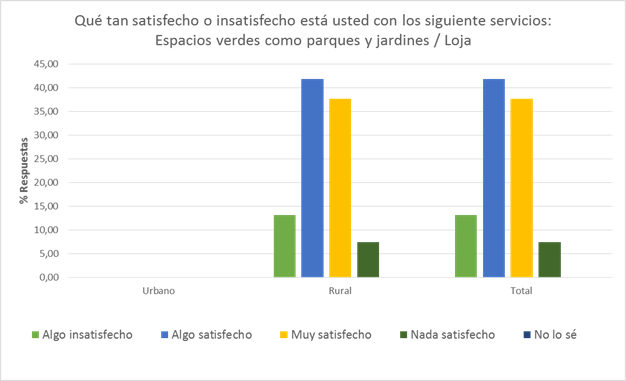 Qué tan satisfecho o insatisfecho está usted con los siguiente servicios:
Espacios verdes como parques y jardines / Loja
45,00
40,00
35,00
30,00
25,00
20,00
15,00
10,00
5,00
0,00
% Respuestas
Urbano Rural Total
Algo insatisfecho Algo satisfecho Muy satisfecho Nada satisfecho No lo sé